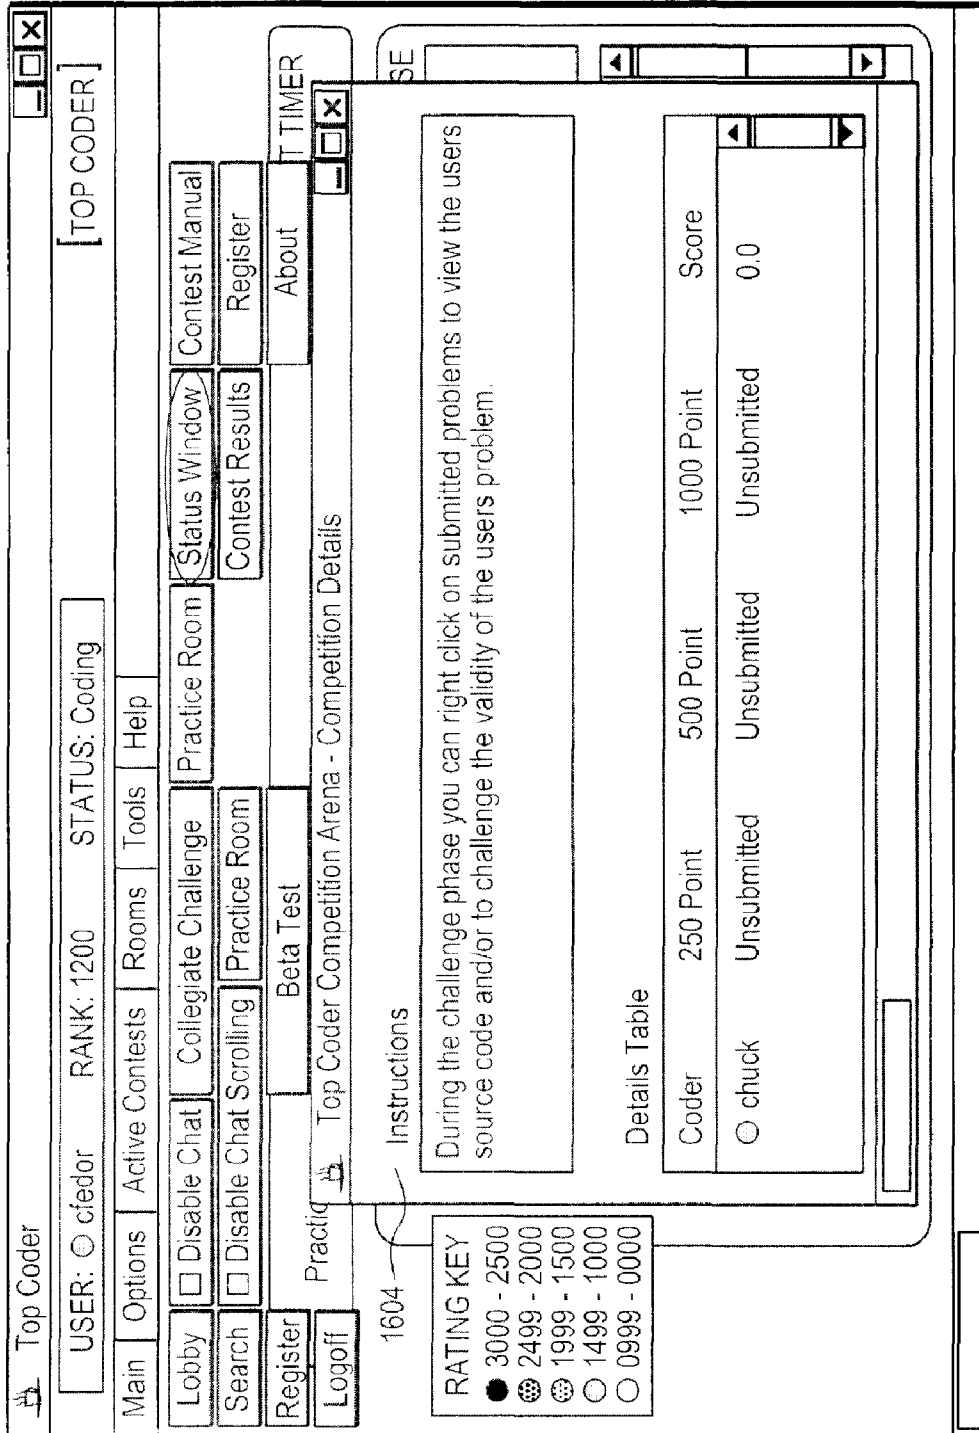 Top Coder
USER: cfedor RANK: 1200 STATUS: Coding [TOP CODER]
Main Options Active Contests Rooms Tools Help
Lobby Disable Chat Collegiate Challenge Practice Room Status Window Contest Manual
Search Disable Chat Scrolling Practice Room Contest Results Register
Register Beta Test About
Logoff Practic T TIMER
Top Coder Competition Arena - Competition Details
1604
SE
Instructions
During the challenge phase you can right click on submitted problems to view the users
source code and/or to challenge the validity of the users problem.
RATING KEY
3000 - 2500
2499 - 2000
1999 - 1500
1499 - 1000
0999 - 0000
Details Table
Coder 250 Point 500 Point 1000 Point Score
chuck Unsubmitted Unsubmitted Unsubmitted 0.0